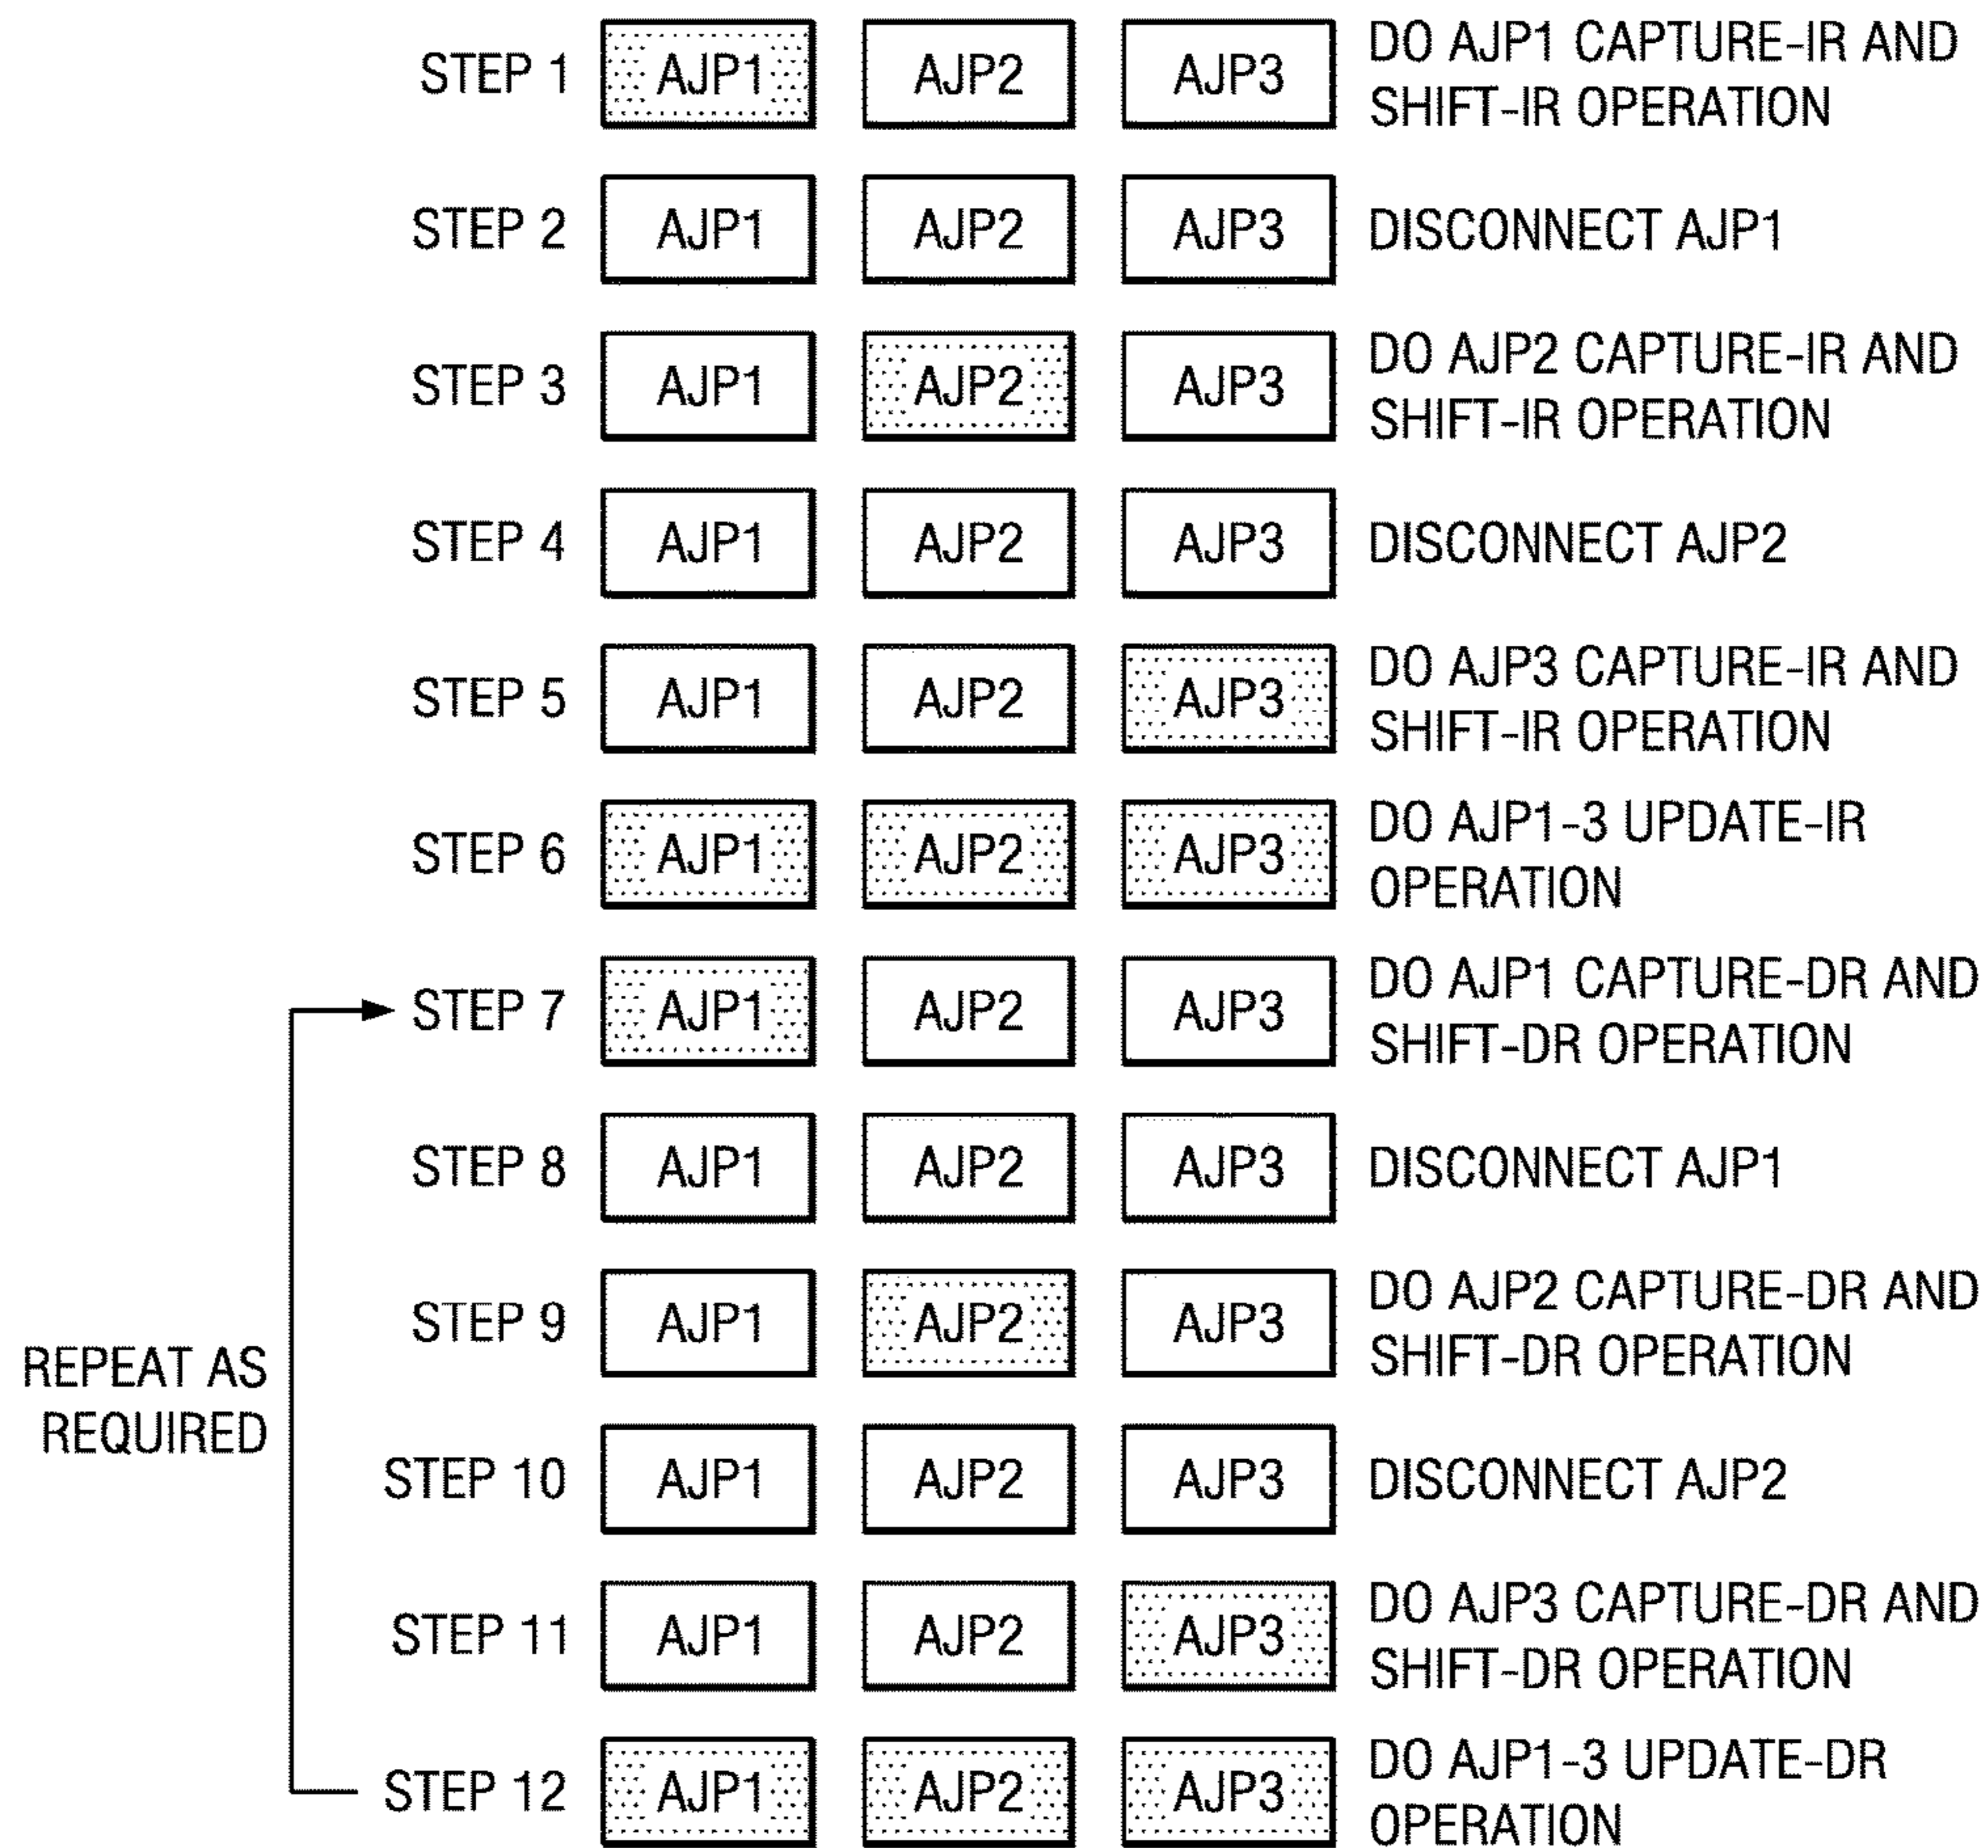 STEP 1 AJP1 AJP2 AJP3 DO AJP1 CAPTURE-IR AND
SHIFT-IR OPERATION
STEP 2 AJP1 AJP2 AJP3 DISCONNECT AJP1
STEP 3 AJP1 AJP2 AJP3 DO AJP2 CAPTURE-IR AND
SHIFT-IR OPERATION
STEP 4 AJP1 AJP2 AJP3 DISCONNECT AJP2
STEP 5 AJP1 AJP2 AJP3 DO AJP3 CAPTURE-IR AND
SHIFT-IR OPERATION
STEP 6 AJP1 AJP2 AJP3 DO AJP1-3 UPDATE-IR
OPERATION
STEP 7 AJP1 AJP2 AJP3 DO AJP1 CAPTURE-DR AND
SHIFT-DR OPERATION
STEP 8 AJP1 AJP2 AJP3 DISCONNECT AJP1
STEP 9 AJP1 AJP2 AJP3 DO AJP2 CAPTURE-DR AND
SHIFT-DR OPERATION
REPEAT AS
REQUIRED
STEP 10 AJP1 AJP2 AJP3 DISCONNECT AJP2
STEP 11 AJP1 AJP2 AJP3 DO AJP3 CAPTURE-DR AND
SHIFT-DR OPERATION
STEP 12 AJP1 AJP2 AJP3 DO AJP1-3 UPDATE-DR
OPERATION